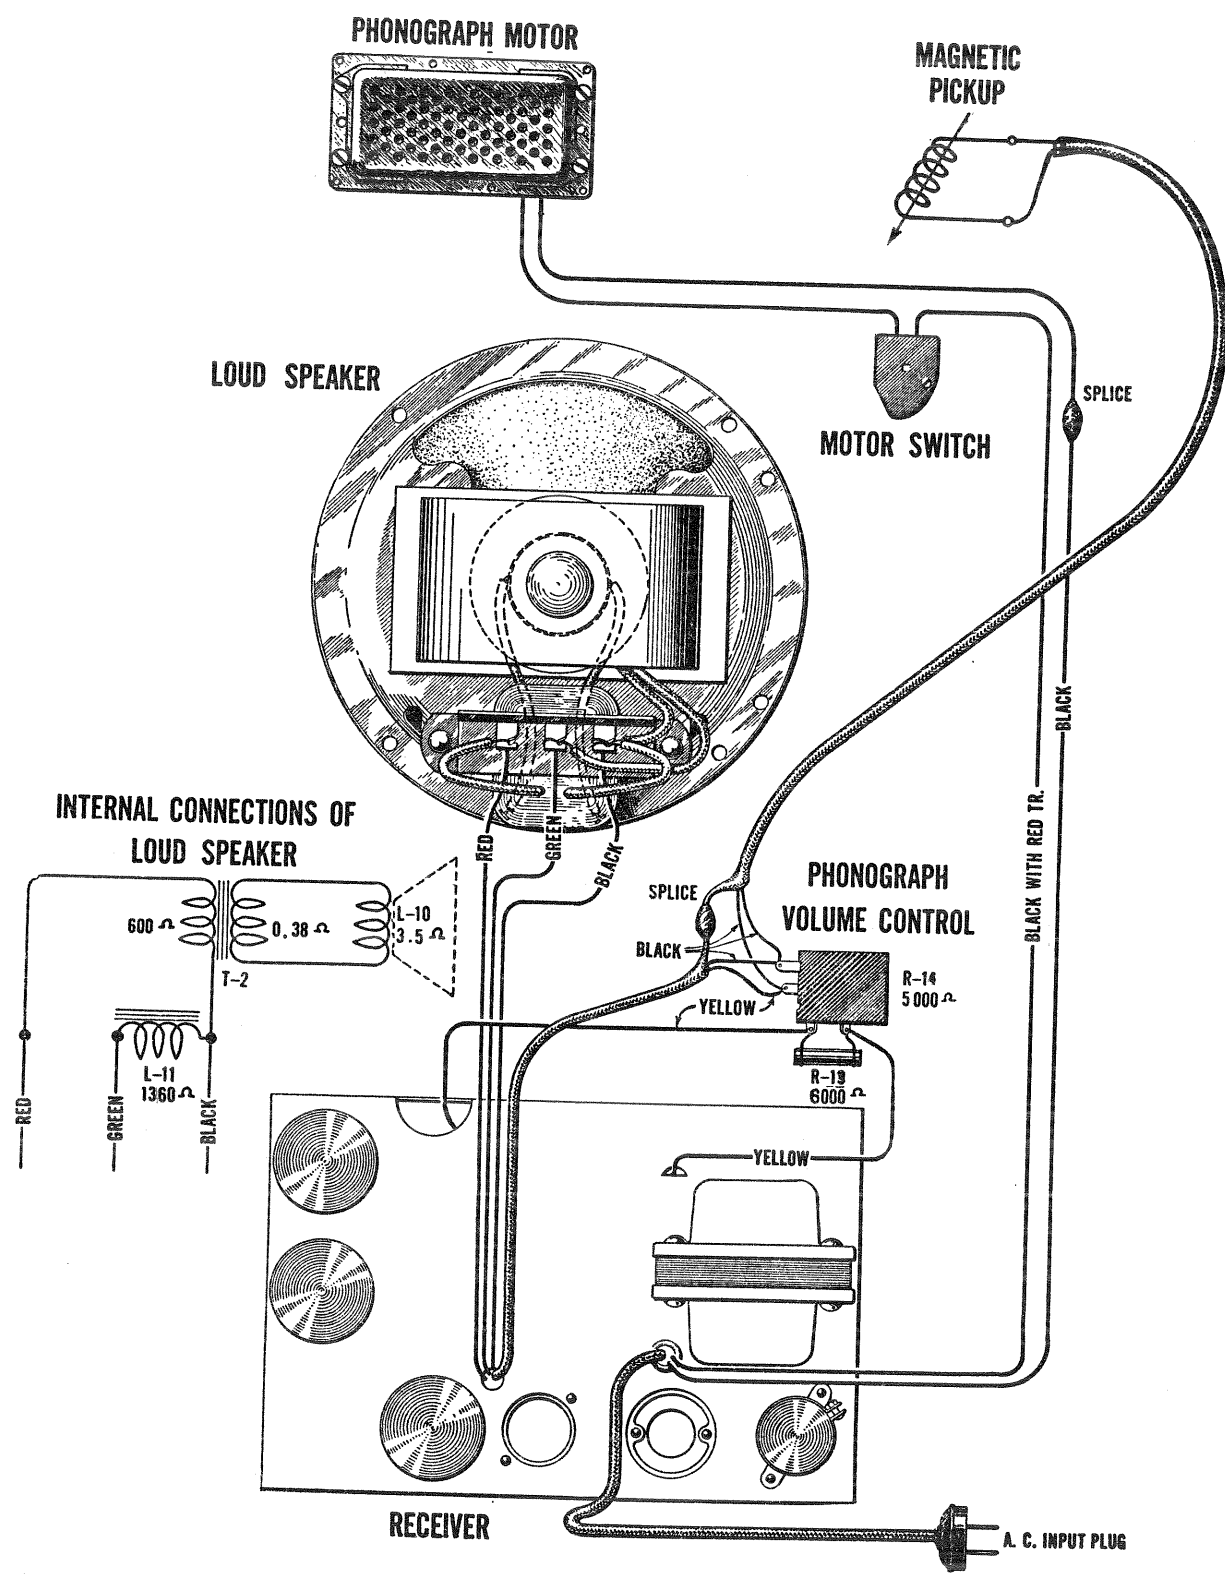 PHONOGRAPH MOTOR
MAGNETIC
PICKUP
LOUD SPEAKER
SPLICE
MOTOR SWITCH
BLACK
BLACK WITH RED TR.
INTERNAL CONNECTIONS OF
LOUD SPEAKER
RED
GREEN
BLACK
600 Ω
0.38 Ω
L-10
3.5 Ω
T-2
L-11
1360 Ω
RED
GREEN
BLACK
SPLICE
PHONOGRAPH
VOLUME CONTROL
BLACK
YELLOW
R-14
5000 Ω
R-13
6000 Ω
YELLOW
RECEIVER
A. C. INPUT PLUG